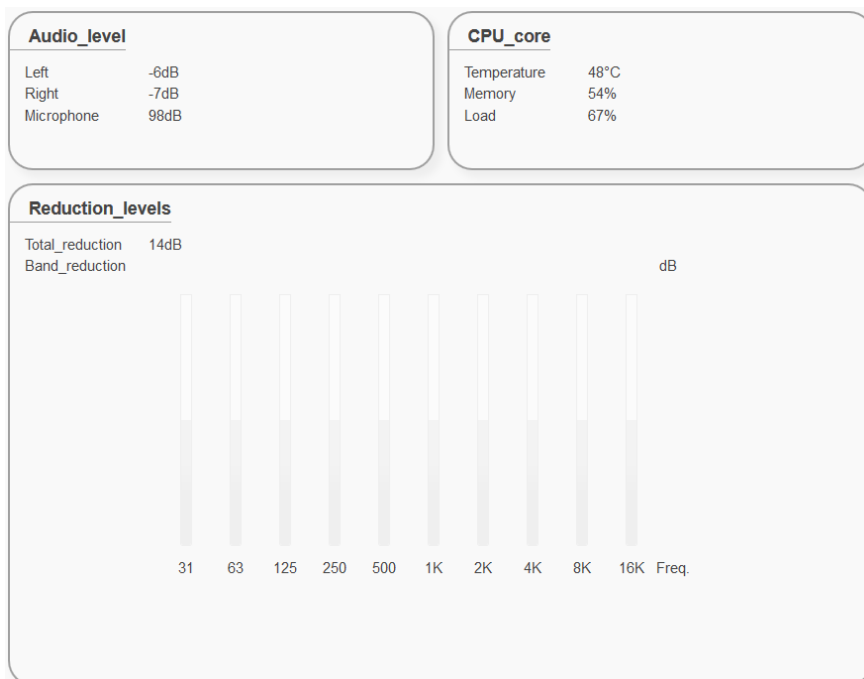 Audio_level
Left -6dB
Right -7dB
Microphone 98dB
CPU_core
Temperature 48°C
Memory 54%
Load 67%
Reduction_levels
Total_reduction 14dB
Band_reduction dB
31 63 125 250 500 1K 2K 4K 8K 16K Freq.